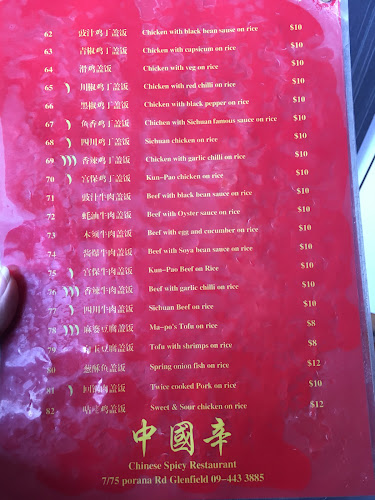 62 豉汁鸡丁盖饭 Chicken with black bean sause on rice $10
63 青椒鸡丁盖饭 Chicken with capsicum on rice $10
64 滑鸡盖饭 Chicken with veg on rice $10
65 川椒鸡丁盖饭 Chicken with red chilli on rice $10
66 黑椒鸡丁盖饭 Chicken with black pepper on rice $10
67 鱼香鸡丁盖饭 Chichen with Sichuan famous sauce on rice $10
68 四川鸡丁盖饭 Sichuan chicken on rice $10
69 香辣鸡丁盖饭 Chicken with garlic chilli on rice $10
70 宫保鸡丁盖饭 Kun-Pao chicken on rice $10
71 豉汁牛肉盖饭 Beef with black bean sauce on rice $10
72 蚝油牛肉盖饭 Beef with Oyster sauce on rice $10
73 木须牛肉盖饭 Beef with egg and cucumber on rice $10
74 酱爆牛肉盖饭 Beef with Soya bean sauce on rice $10
75 宫保牛肉盖饭 Kun-Pao Beef on Rice $10
76 香辣牛肉盖饭 Beef with garlic chilli on rice $10
77 四川牛肉盖饭 Sichuan Beef on rice $10
78 麻婆豆腐盖饭 Ma-po's Tofu on rice $8
79 玉豆腐盖饭 Tofu with shrimps on rice $8
80 葱酥鱼盖饭 Spring onion fish on rice $12
81 回锅肉盖饭 Twice cooked Pork on rice $10
82 咕咾鸡盖饭 Sweet & Sour chicken on rice $12
中國辛
Chinese Spicy Restaurant
7/75 porana Rd Glenfield 09-443 3885